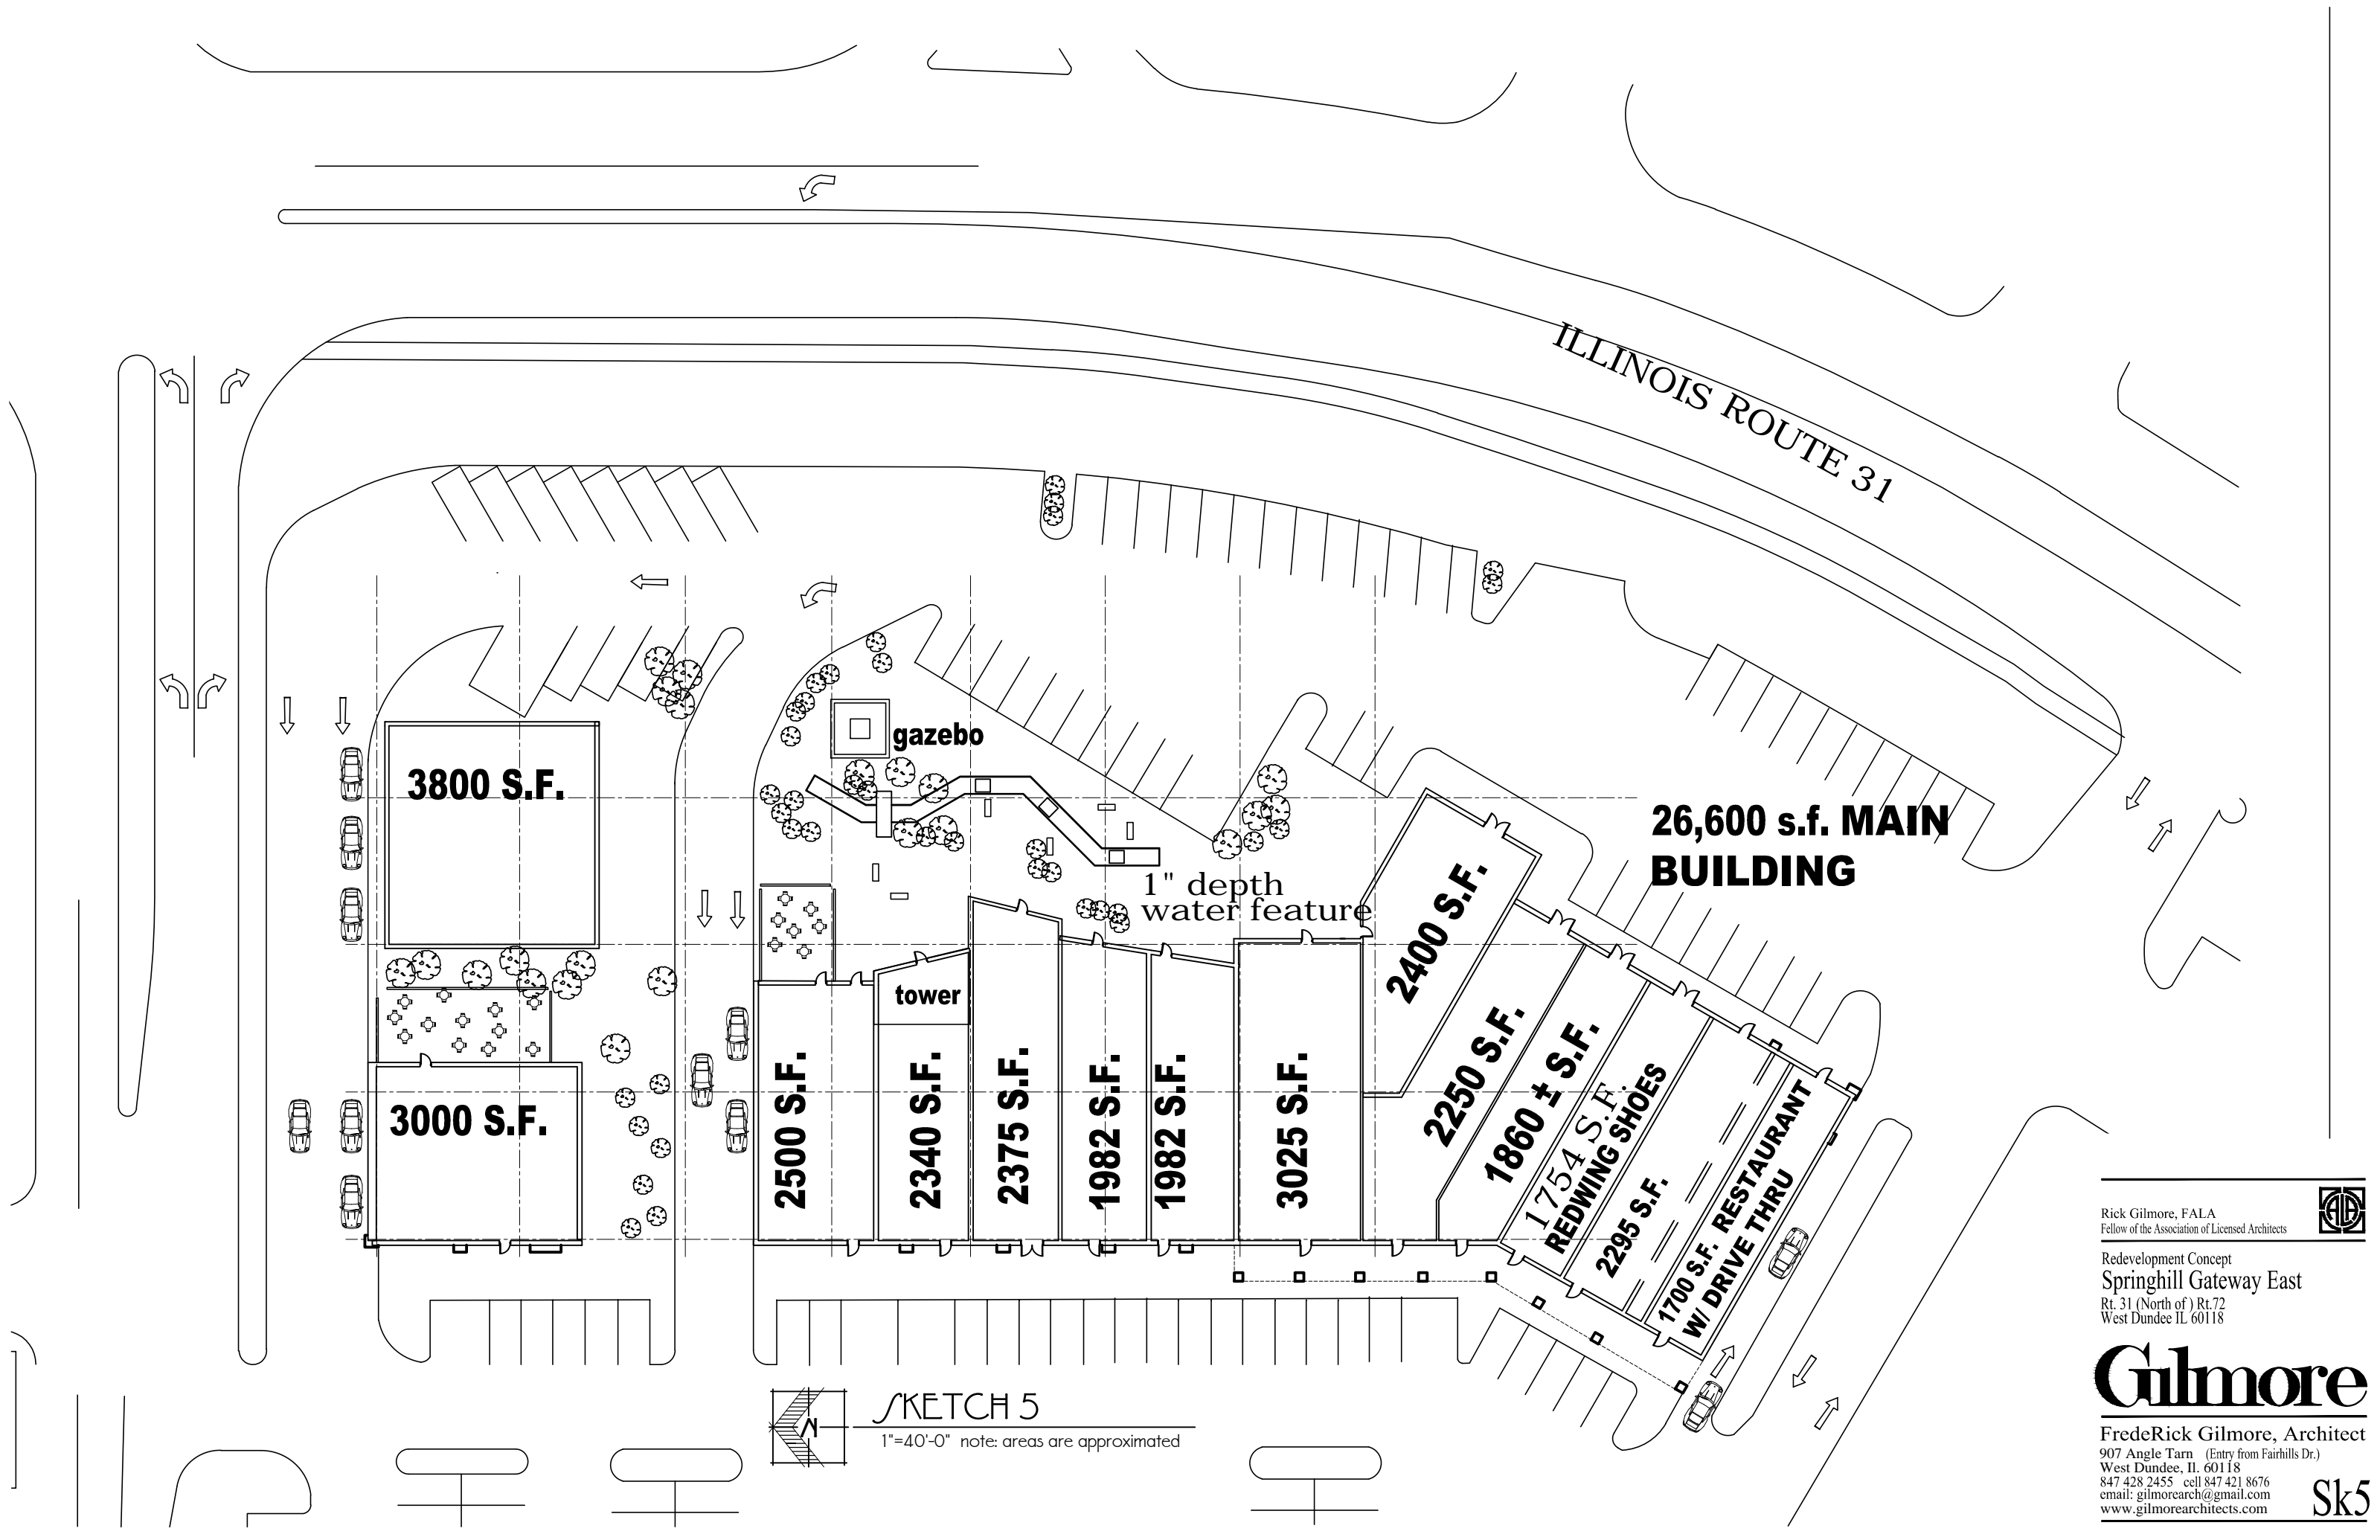 ILLINOIS ROUTE 31
gazebo
3800 S.F.
26,600 s.f. MAIN
BUILDING
1" depth
water feature
tower
3000 S.F.
2500 S.F.
2340 S.F.
2375 S.F.
1982 S.F.
1982 S.F.
3025 S.F.
2400 S.F.
2250 S.F.
1860 ± S.F.
1754 S.F.
REDWING SHOES
2295 S.F.
1700 S.F. RESTAURANT
W/ DRIVE THRU
N
SKETCH 5
1"=40'-0" note: areas are approximated
Rick Gilmore, FALA
Fellow of the Association of Licensed Architects
ALA
Redevelopment Concept
Springhill Gateway East
Rt. 31 (North of ) Rt.72
West Dundee IL 60118
Gilmore
FredeRick Gilmore, Architect
907 Angle Tarn (Entry from Fairhills Dr.)
West Dundee, Il. 60118
847 428 2455 cell 847 421 8676
email: gilmorearch@gmail.com
www.gilmorearchitects.com
Sk5